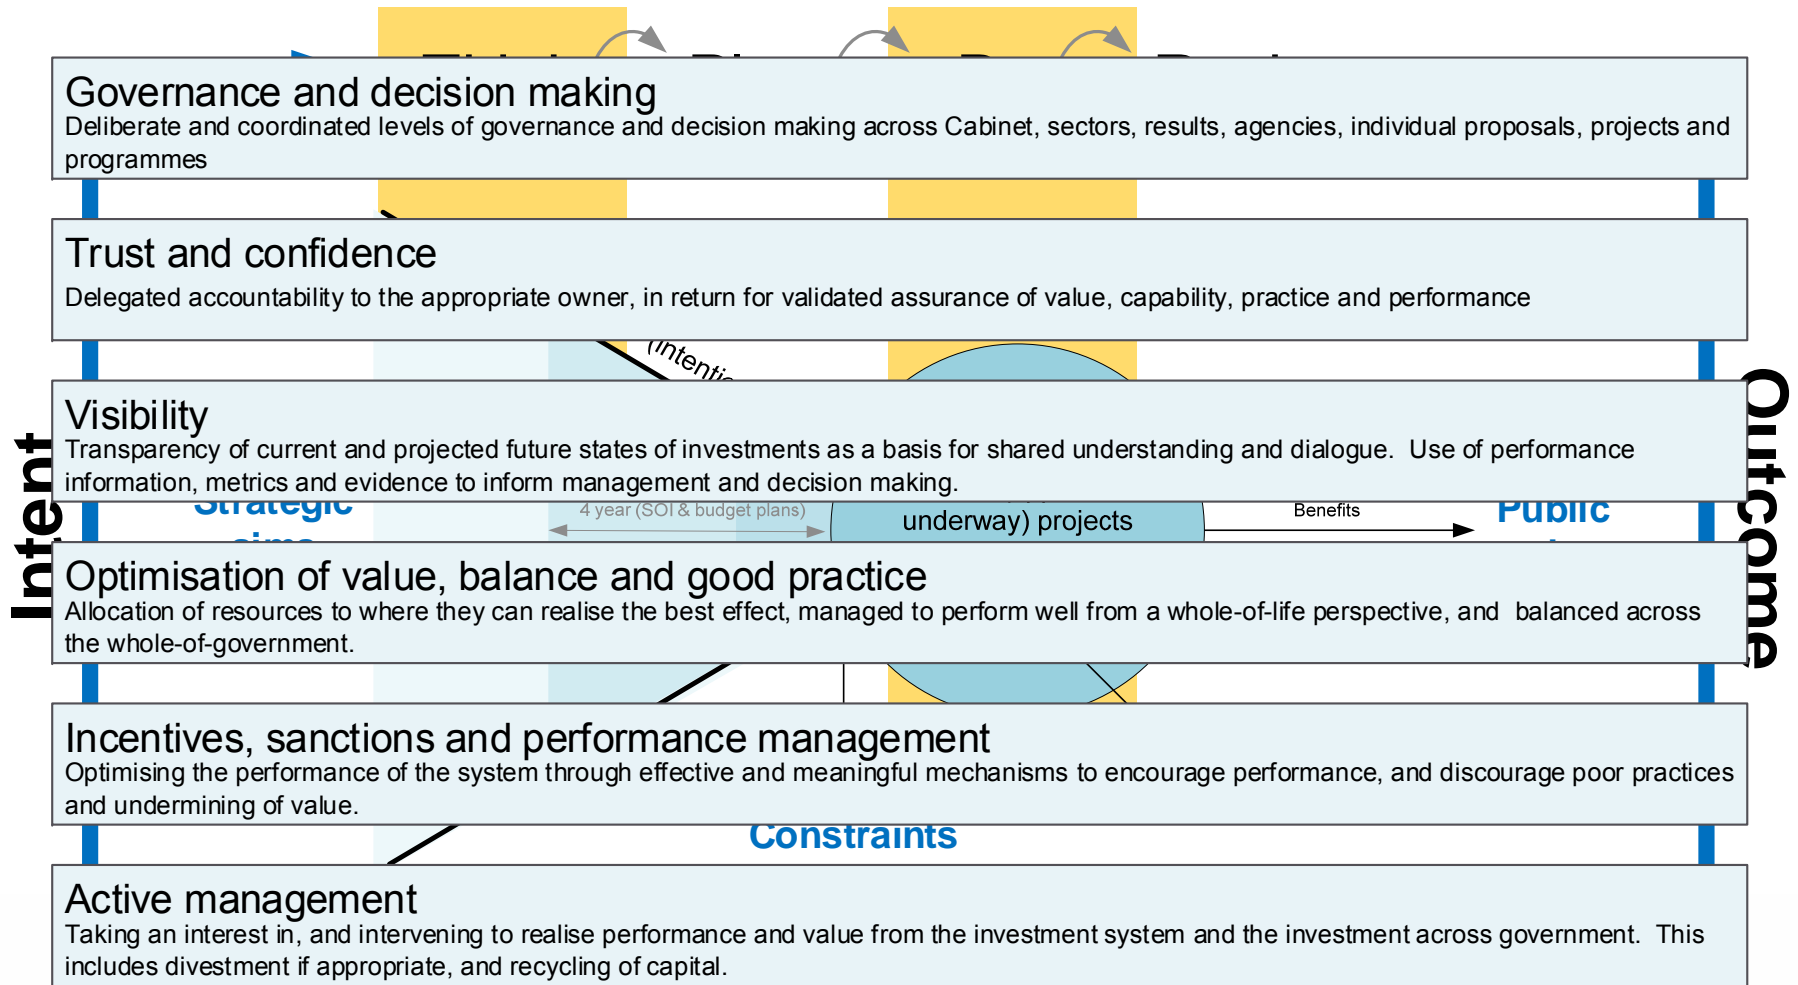 Governance and decision making
Deliberate and coordinated levels of governance and decision making across Cabinet, sectors, results, agencies, individual proposals, projects and
programmes
Trust and confidence
Delegated accountability to the appropriate owner, in return for validated assurance of value, capability, practice and performance
Visibility
Transparency of current and projected future states of investments as a basis for shared understanding and dialogue.  Use of performance
information, metrics and evidence to inform management and decision making.
Intent
Outcome
Strategic
4 year (SOI & budget plans)
underway) projects
Benefits
Public
Optimisation of value, balance and good practice
Allocation of resources to where they can realise the best effect, managed to perform well from a whole-of-life perspective, and  balanced across
the whole-of-government.
Incentives, sanctions and performance management
Optimising the performance of the system through effective and meaningful mechanisms to encourage performance, and discourage poor practices
and undermining of value.
Constraints
Active management
Taking an interest in, and intervening to realise performance and value from the investment system and the investment across government.  This
includes divestment if appropriate, and recycling of capital.